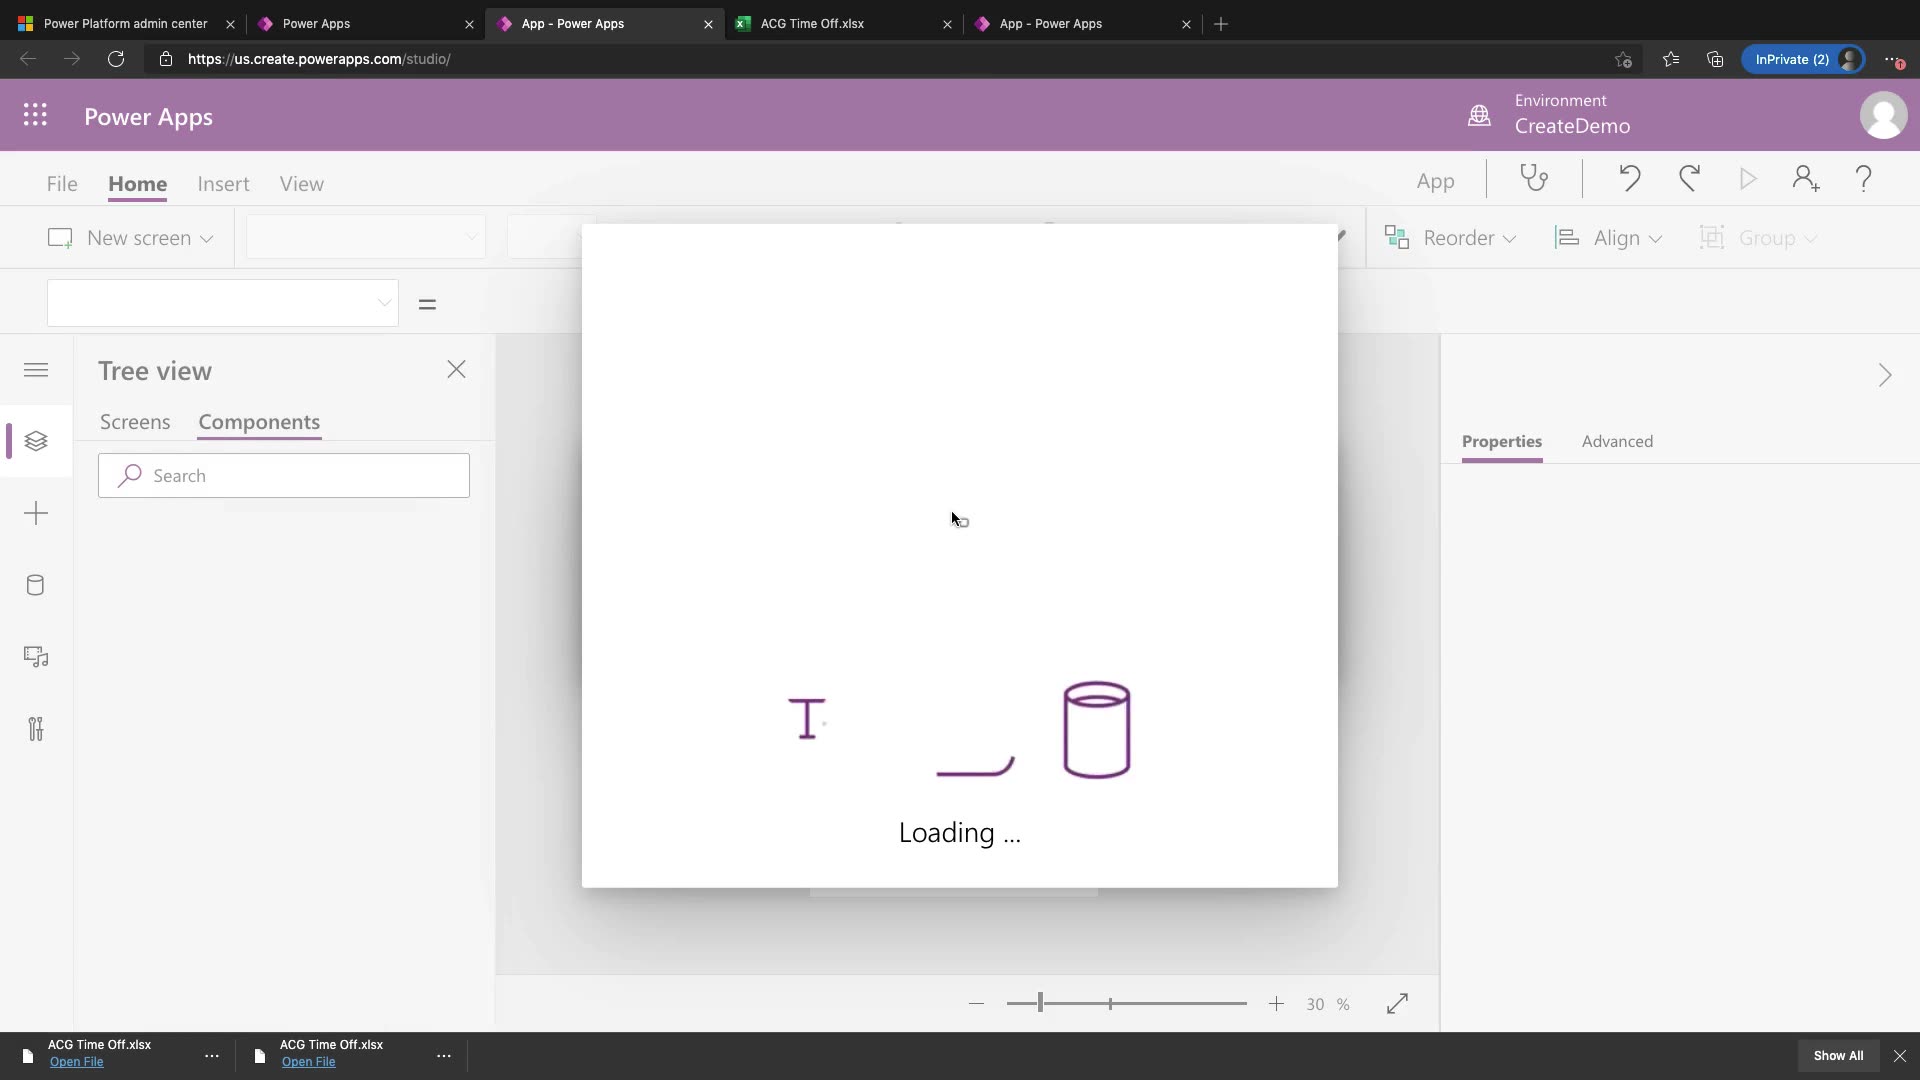 Power Platform admin center
Power Apps
App - Power Apps
ACG Time Off.xlsx
App - Power Apps
https://us.create.powerapps.com/studio/
InPrivate (2)
Power Apps
Environment
CreateDemo
File
Home
Insert
View
App
New screen
Reorder
Align
Group
=
Tree view
Screens
Components
Search
Properties
Advanced
Loading ...
30 %
ACG Time Off.xlsx
Open File
ACG Time Off.xlsx
Open File
Show All